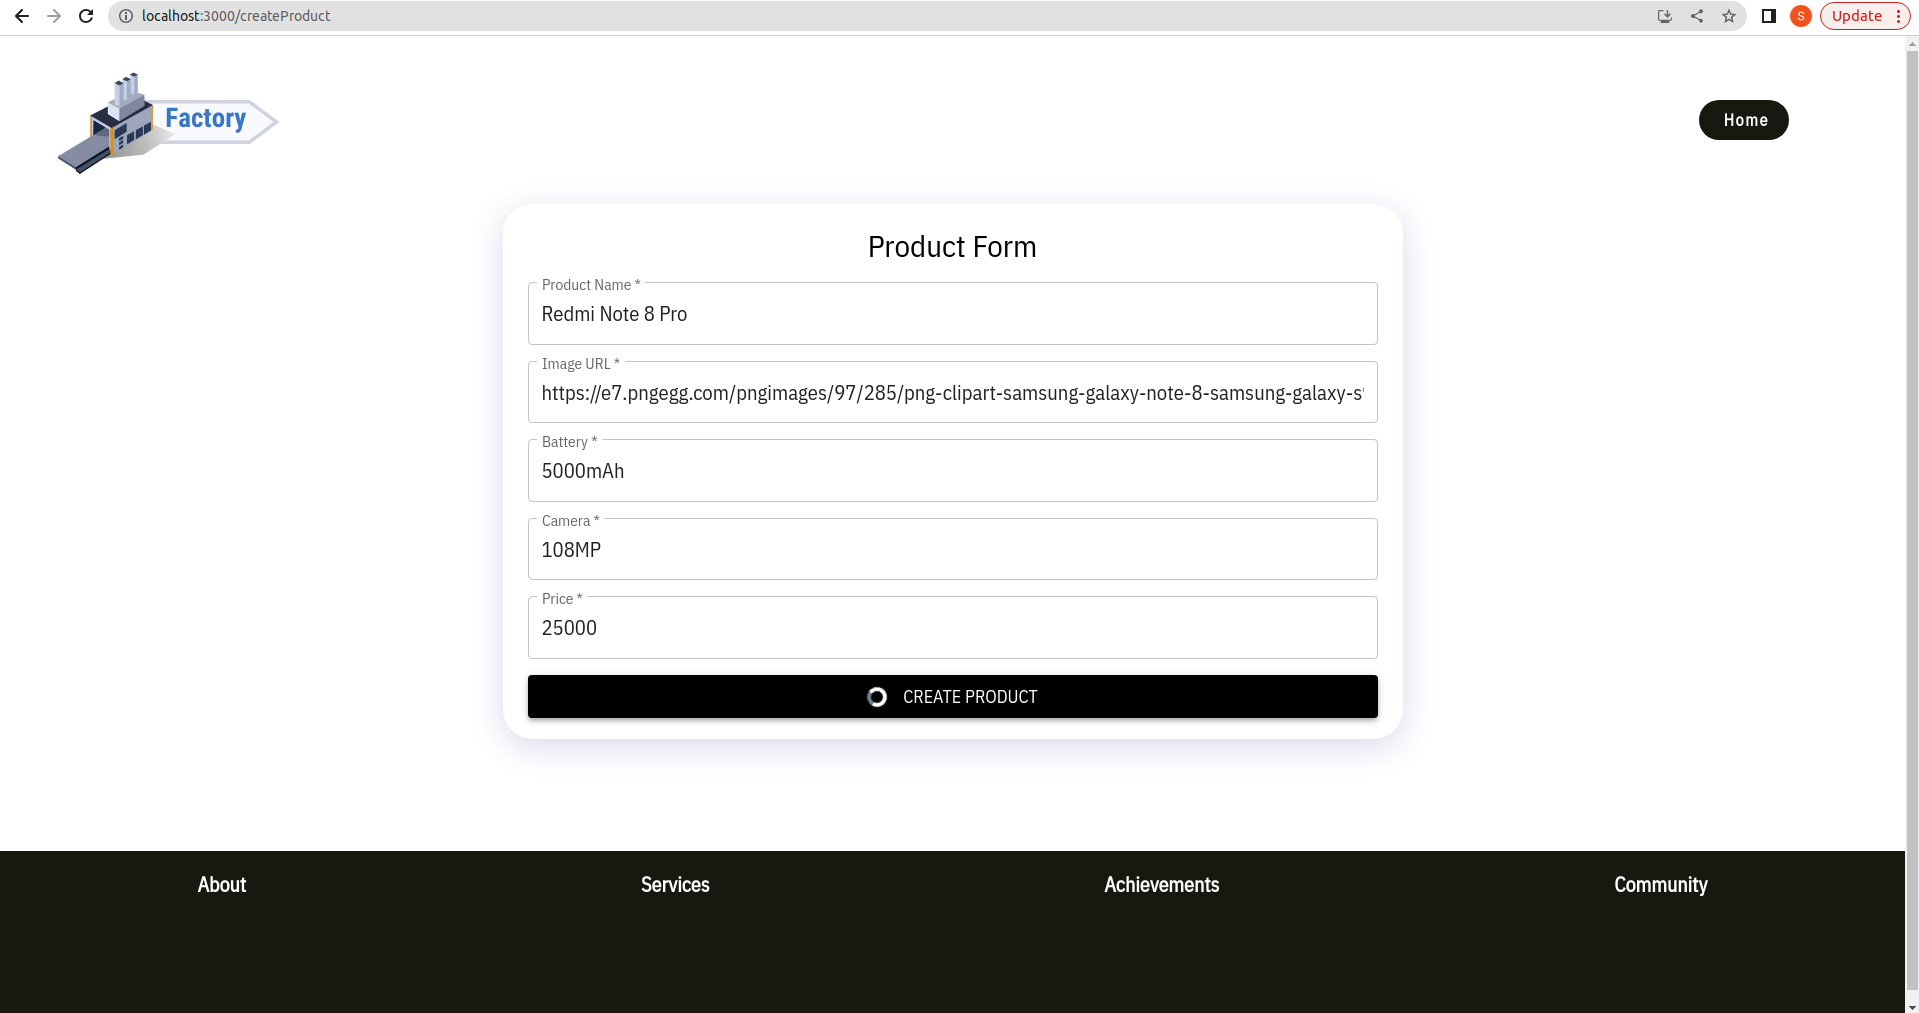 localhost:3000/createProduct
S
Update
Factory
Home
Product Form
Product Name *
Redmi Note 8 Pro
Image URL *
https://e7.pngegg.com/pngimages/97/285/png-clipart-samsung-galaxy-note-8-samsung-galaxy-s
Battery *
5000mAh
Camera *
108MP
Price *
25000
CREATE PRODUCT
About
Services
Achievements
Community